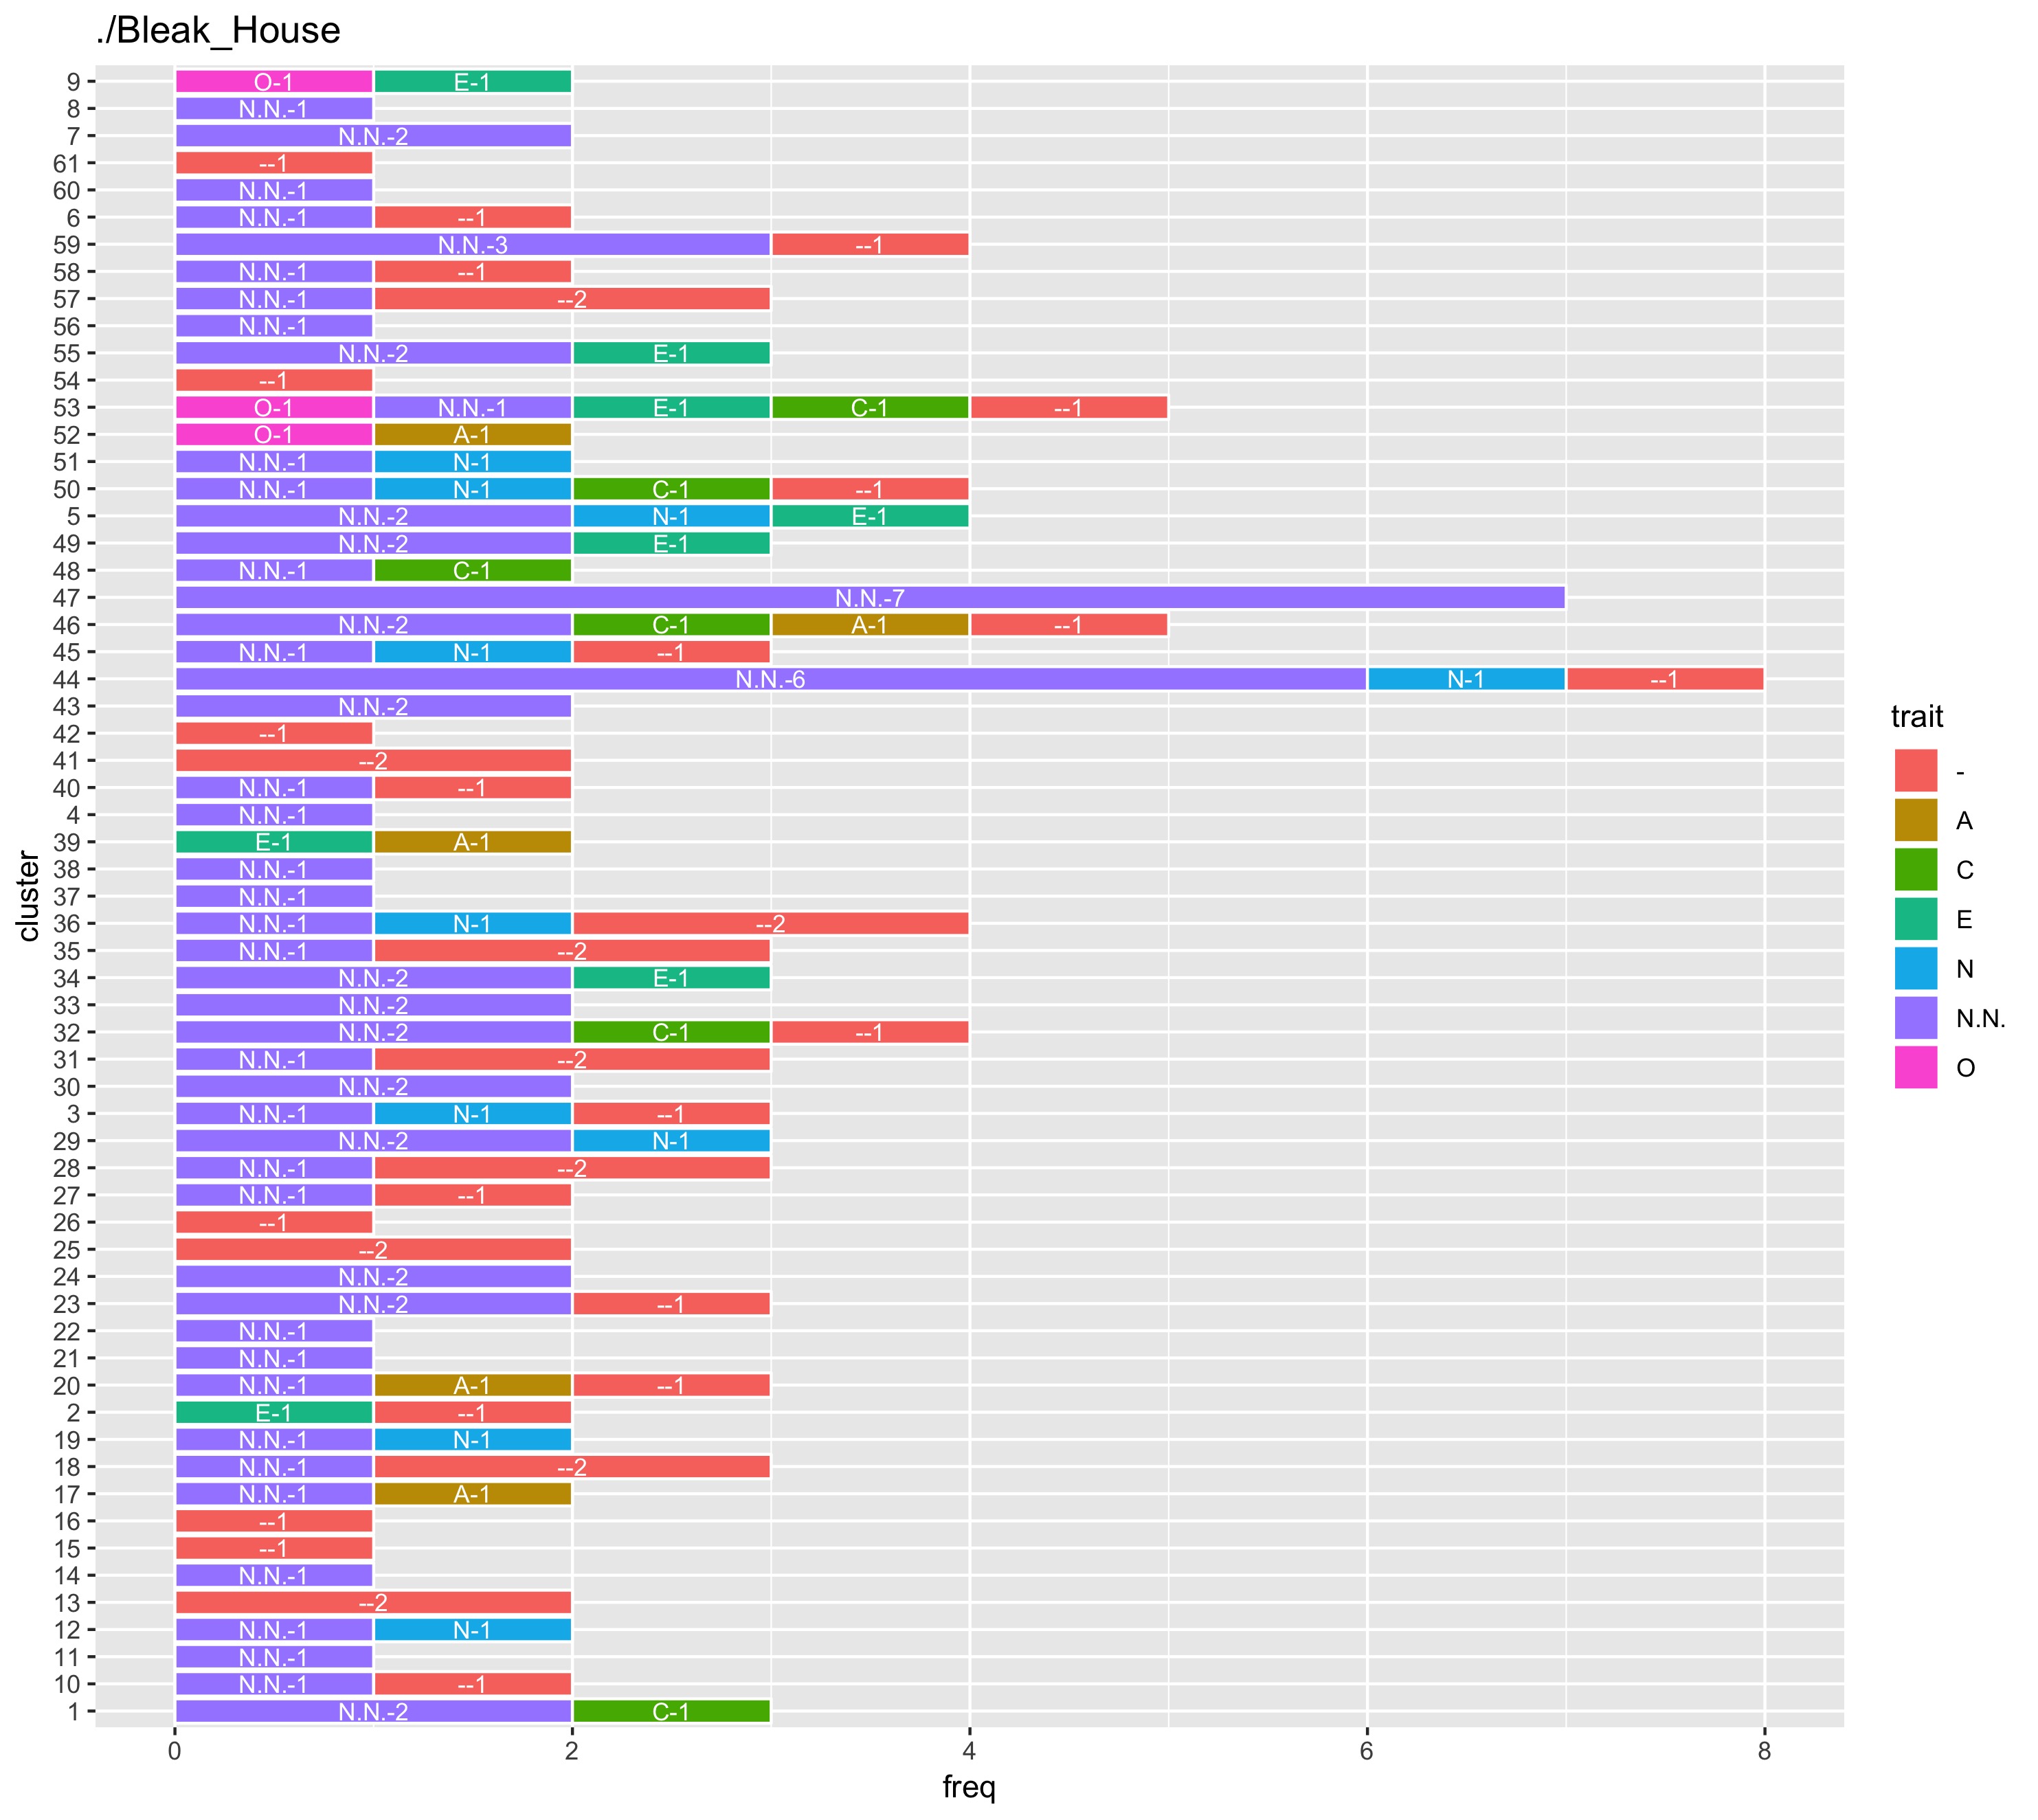 ./Bleak_House
9 O-1 E-1
8 N.N.-1
7 N.N.-2
61 --1
60 N.N.-1
6 N.N.-1 --1
59 N.N.-3 --1
58 N.N.-1 --1
57 N.N.-1 --2
56 N.N.-1
55 N.N.-2 E-1
54 --1
53 O-1 N.N.-1 E-1 C-1 --1
52 O-1 A-1
51 N.N.-1 N-1
50 N.N.-1 N-1 C-1 --1
5 N.N.-2 N-1 E-1
49 N.N.-2 E-1
48 N.N.-1 C-1
47 N.N.-7
46 N.N.-2 C-1 A-1 --1
45 N.N.-1 N-1 --1
44 N.N.-6 N-1 --1
43 N.N.-2
42 --1
41 --2
40 N.N.-1 --1
4 N.N.-1
39 E-1 A-1
38 N.N.-1
37 N.N.-1
36 N.N.-1 N-1 --2
35 N.N.-1 --2
34 N.N.-2 E-1
33 N.N.-2
32 N.N.-2 C-1 --1
31 N.N.-1 --2
30 N.N.-2
3 N.N.-1 N-1 --1
29 N.N.-2 N-1
28 N.N.-1 --2
27 N.N.-1 --1
26 --1
25 --2
24 N.N.-2
23 N.N.-2 --1
22 N.N.-1
21 N.N.-1
20 N.N.-1 A-1 --1
2 E-1 --1
19 N.N.-1 N-1
18 N.N.-1 --2
17 N.N.-1 A-1
16 --1
15 --1
14 N.N.-1
13 --2
12 N.N.-1 N-1
11 N.N.-1
10 N.N.-1 --1
1 N.N.-2 C-1
0 2 4 6 8
freq
cluster
trait
-
A
C
E
N
N.N.
O